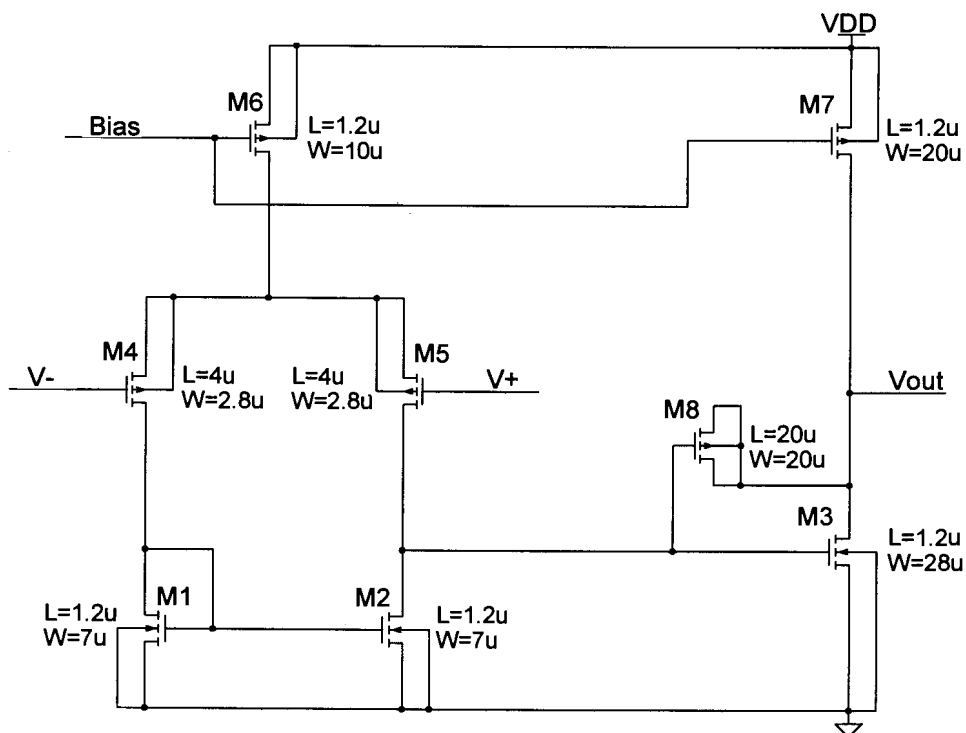 VDD
M6
M7
Bias
L=1.2u
W=10u
L=1.2u
W=20u
M4
M5
V-
L=4u
W=2.8u
L=4u
W=2.8u
V+
Vout
M8
L=20u
W=20u
M3
L=1.2u
W=28u
M1
M2
L=1.2u
W=7u
L=1.2u
W=7u